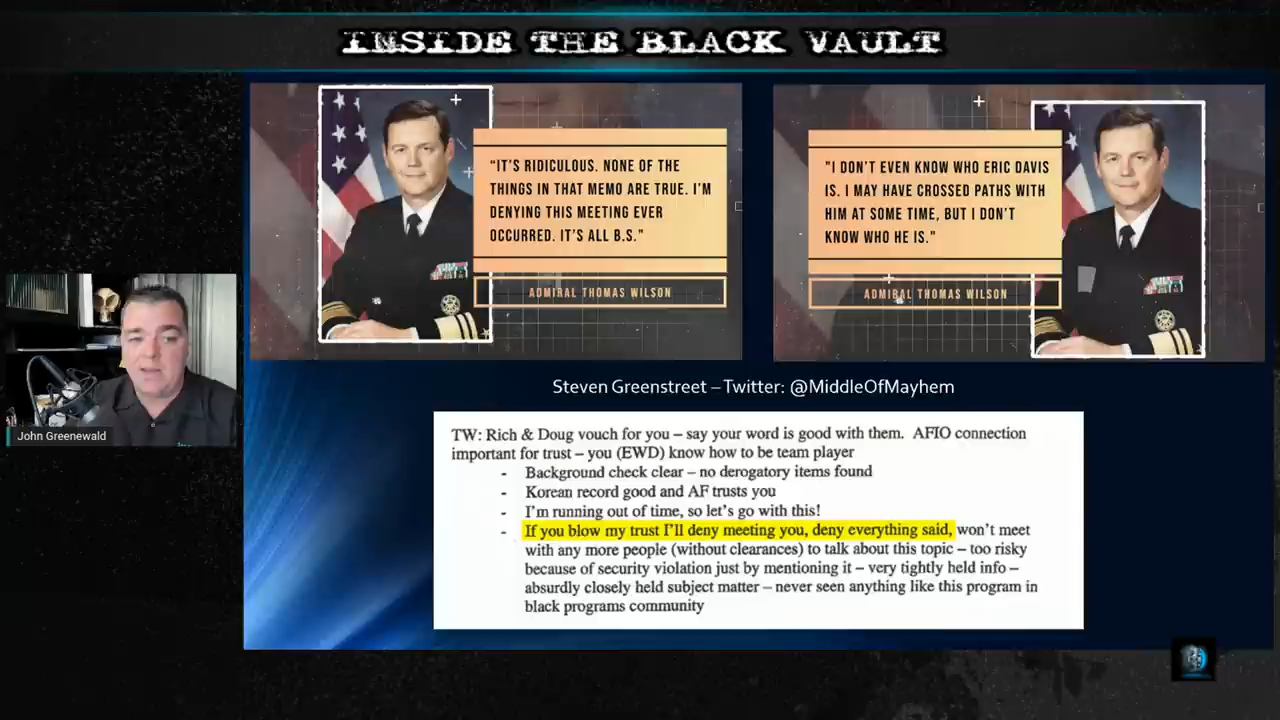 INSIDE THE BLACK VAULT
"IT'S RIDICULOUS. NONE OF THE
THINGS IN THAT MEMO ARE TRUE. I'M
DENYING THIS MEETING EVER
OCCURRED. IT'S ALL B.S."
ADMIRAL THOMAS WILSON
"I DON'T EVEN KNOW WHO ERIC DAVIS
IS. I MAY HAVE CROSSED PATHS WITH
HIM AT SOME TIME, BUT I DON'T
KNOW WHO HE IS."
ADMIRAL THOMAS WILSON
Steven Greenstreet – Twitter: @MiddleOfMayhem
John Greenewald
TW: Rich & Doug vouch for you – say your word is good with them. AFIO connection
important for trust – you (EWD) know how to be team player
- Background check clear – no derogatory items found
- Korean record good and AF trusts you
- I'm running out of time, so let's go with this!
- If you blow my trust I'll deny meeting you, deny everything said, won't meet
with any more people (without clearances) to talk about this topic – too risky
because of security violation just by mentioning it – very tightly held info –
absurdly closely held subject matter – never seen anything like this program in
black programs community